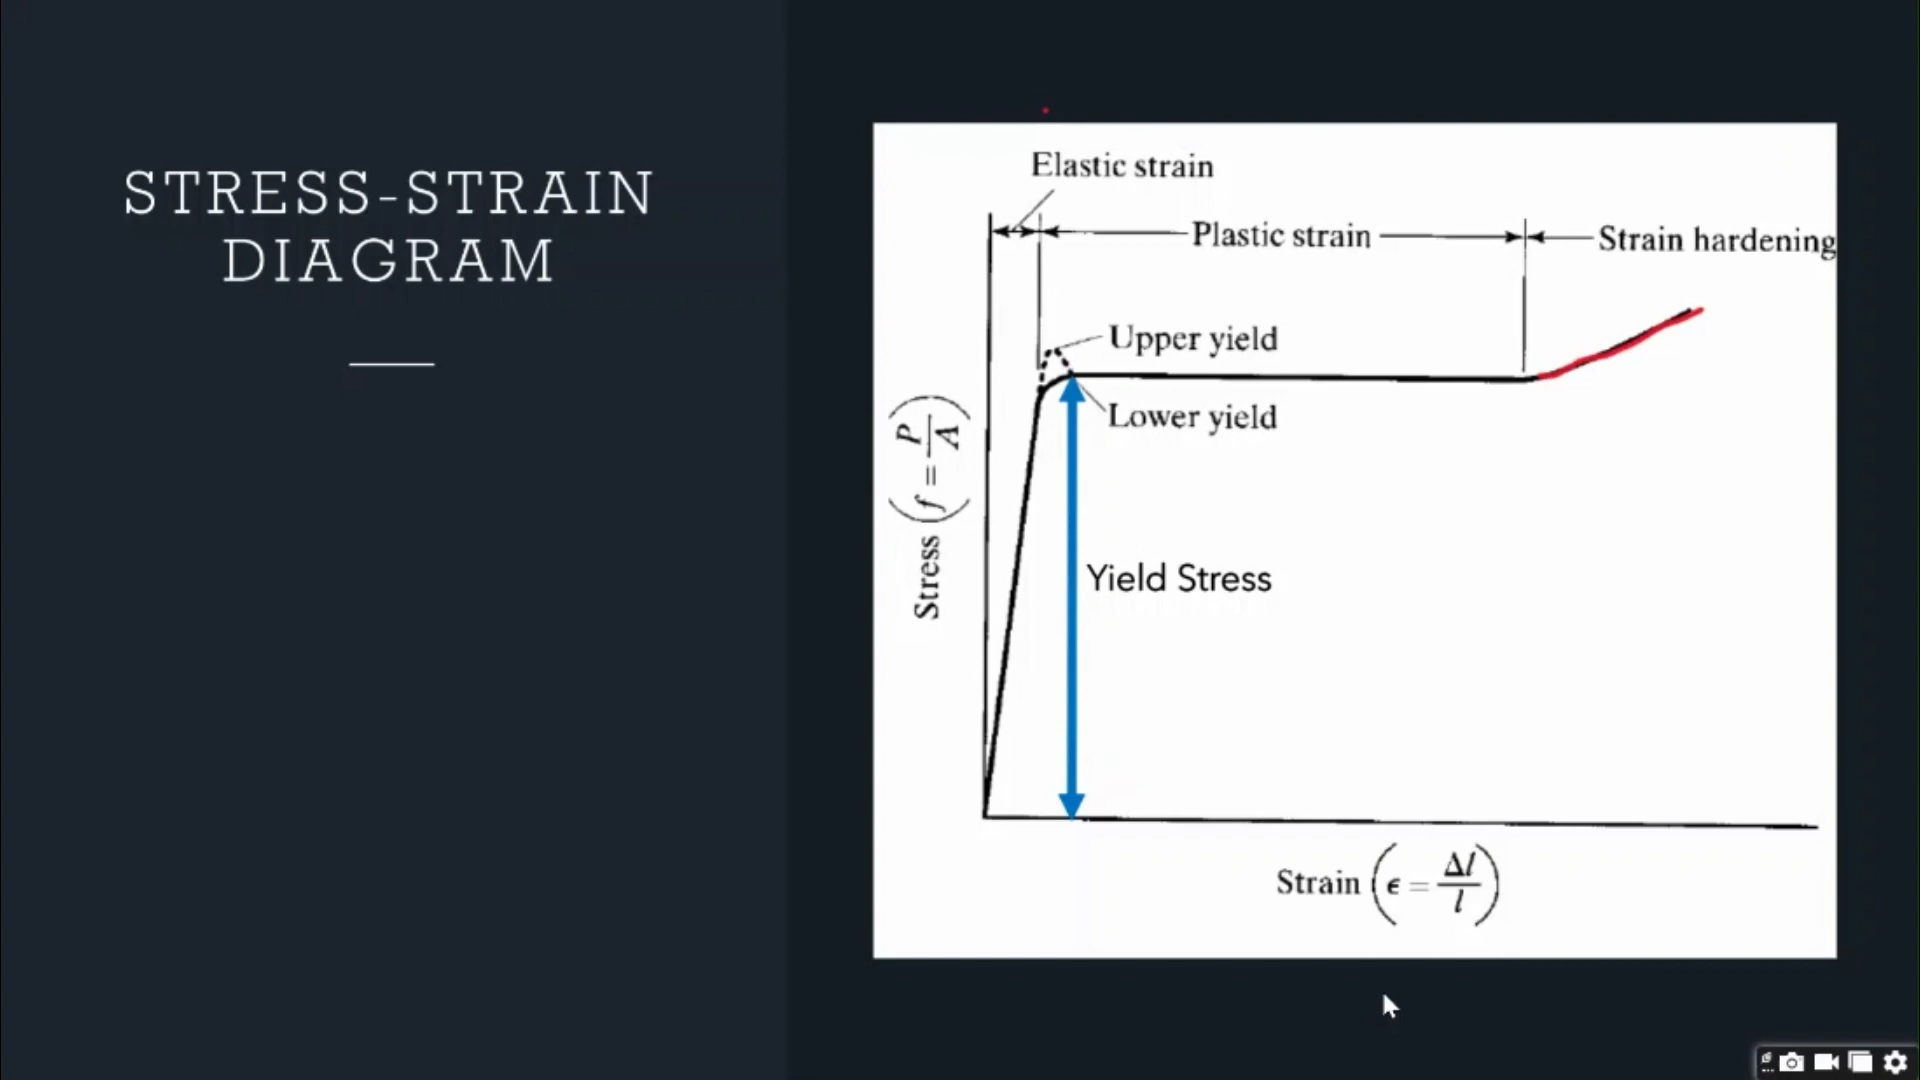 STRESS-STRAIN
DIAGRAM
Elastic strain
Plastic strain
Strain hardening
Upper yield
Lower yield
Stress (f = P/A)
Yield Stress
Strain (ϵ = Δl/l)